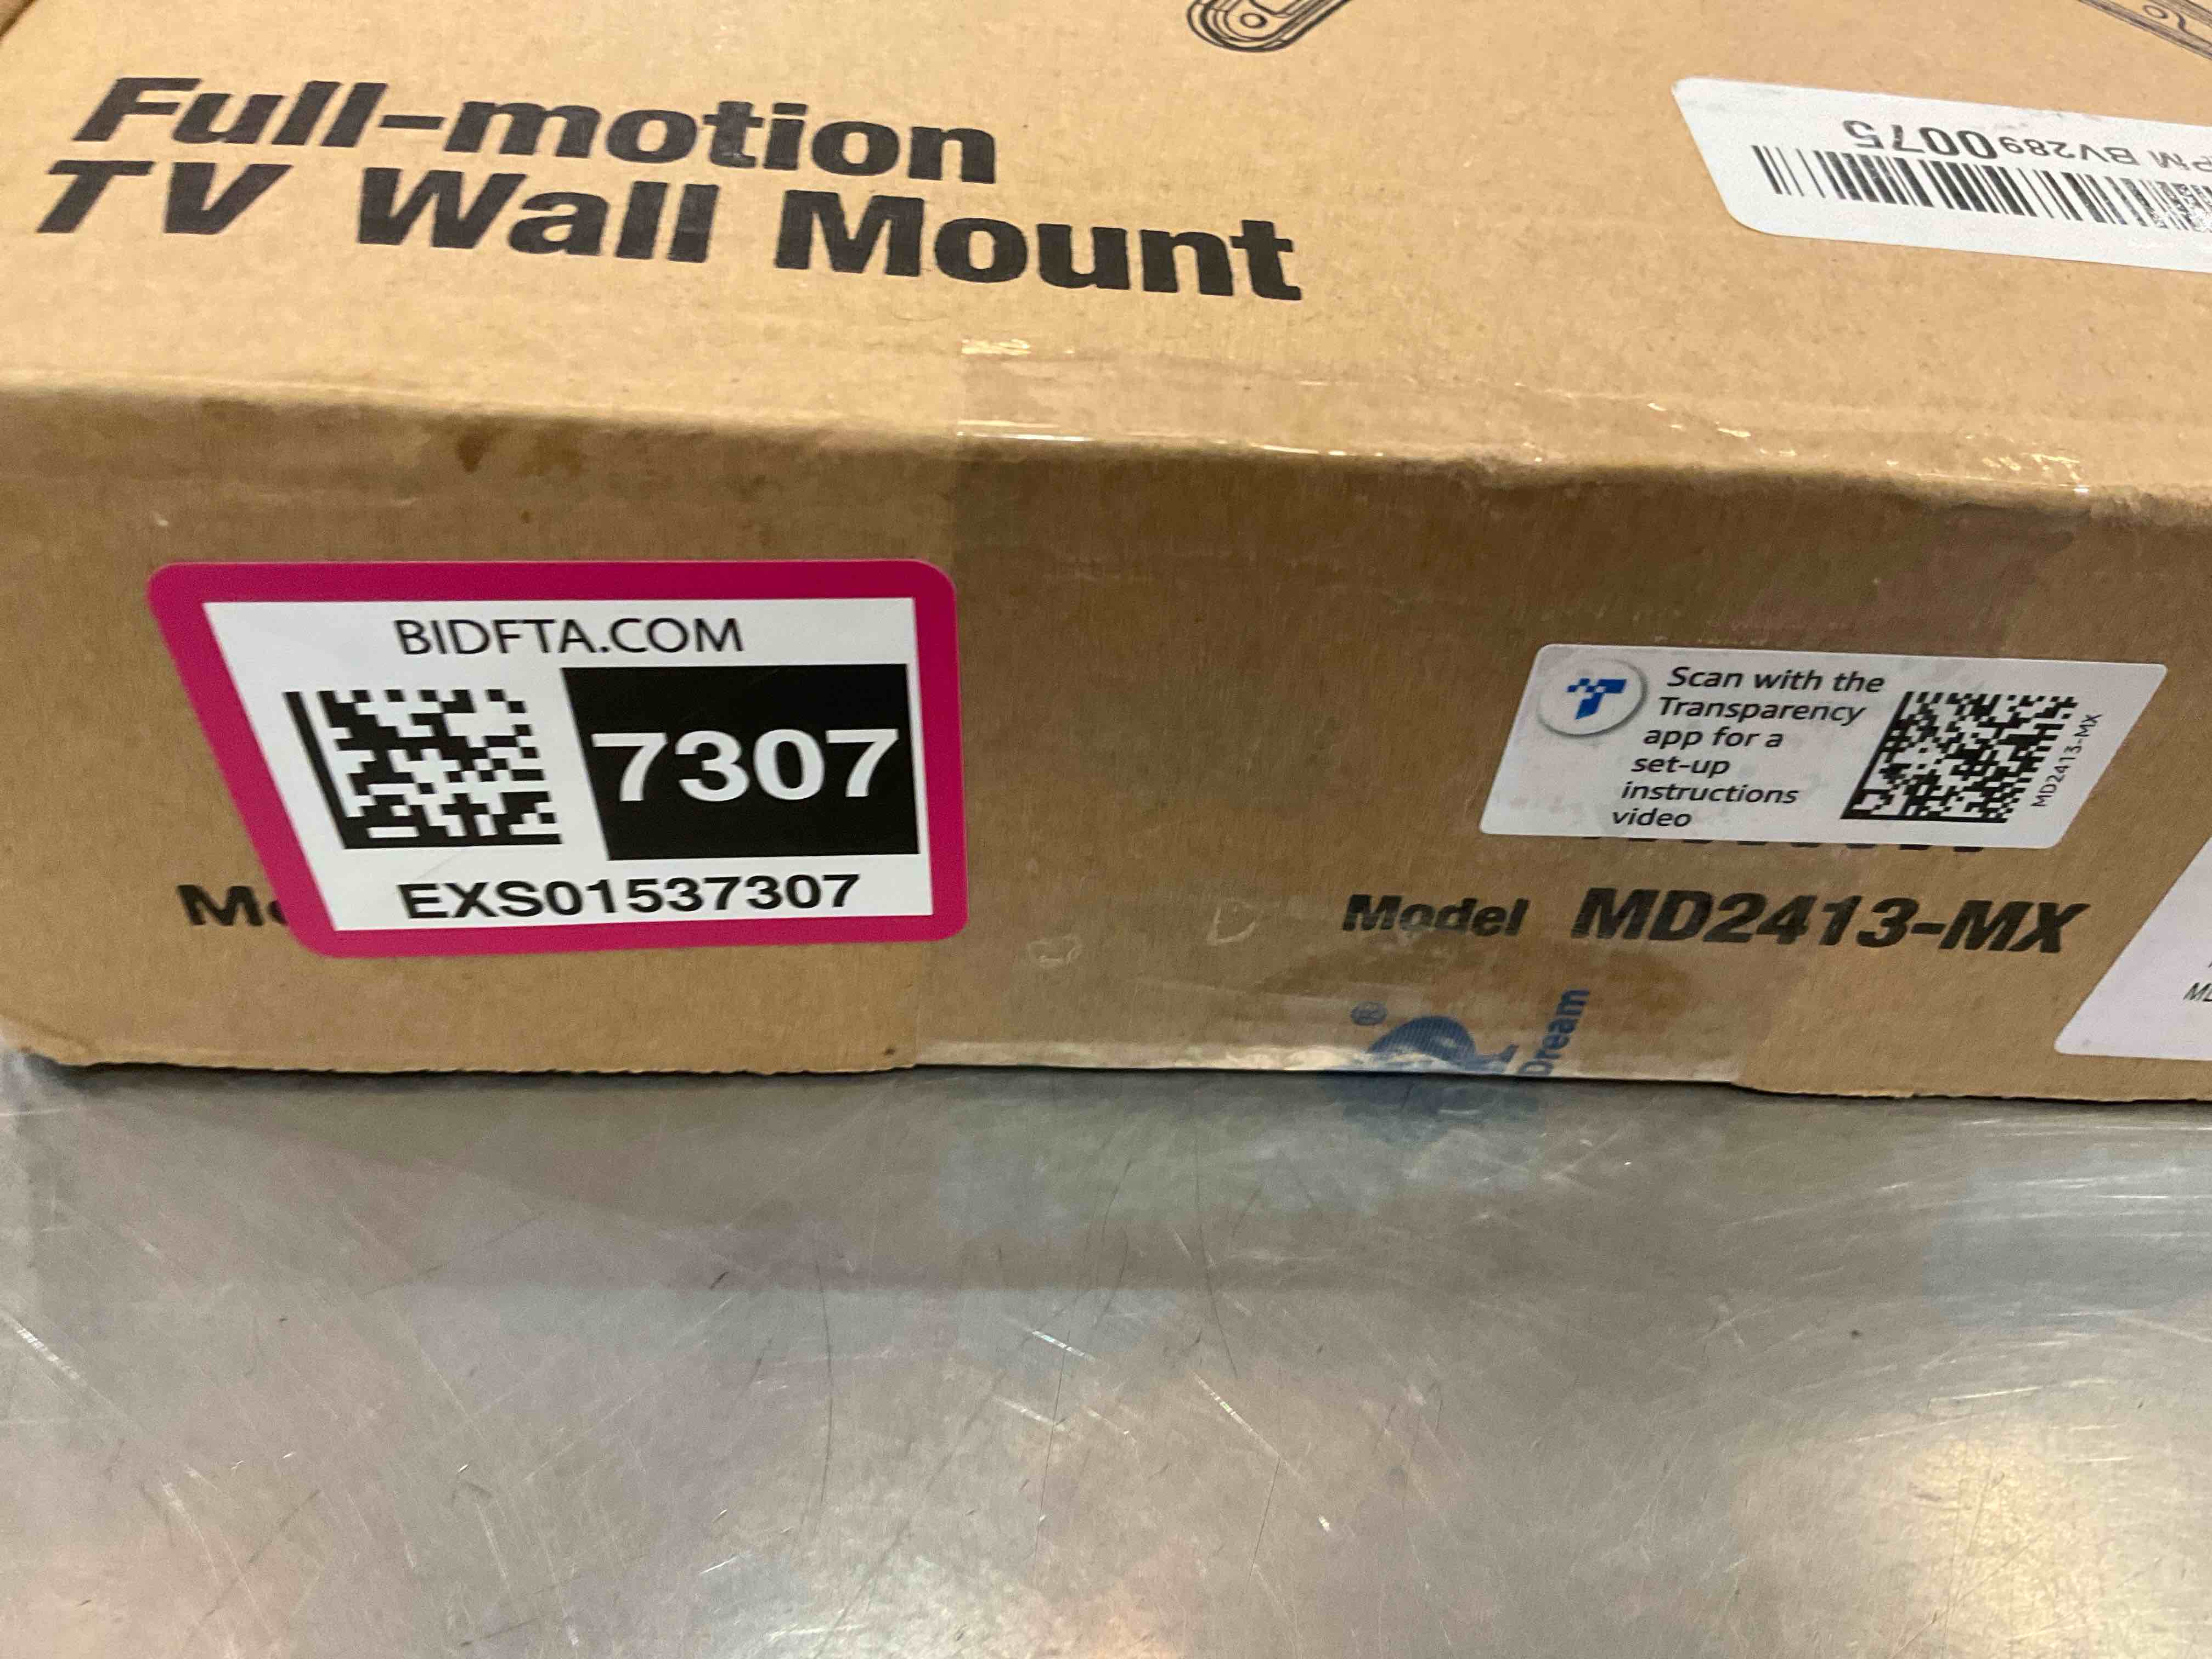 Full-motion
TV Wall Mount
PM BV289 0075
BIDFTA.COM
7307
EXS01537307
Scan with the
Transparency
app for a
set-up
instructions
video
MD2413-MX
Model MD2413-MX
®
Dream